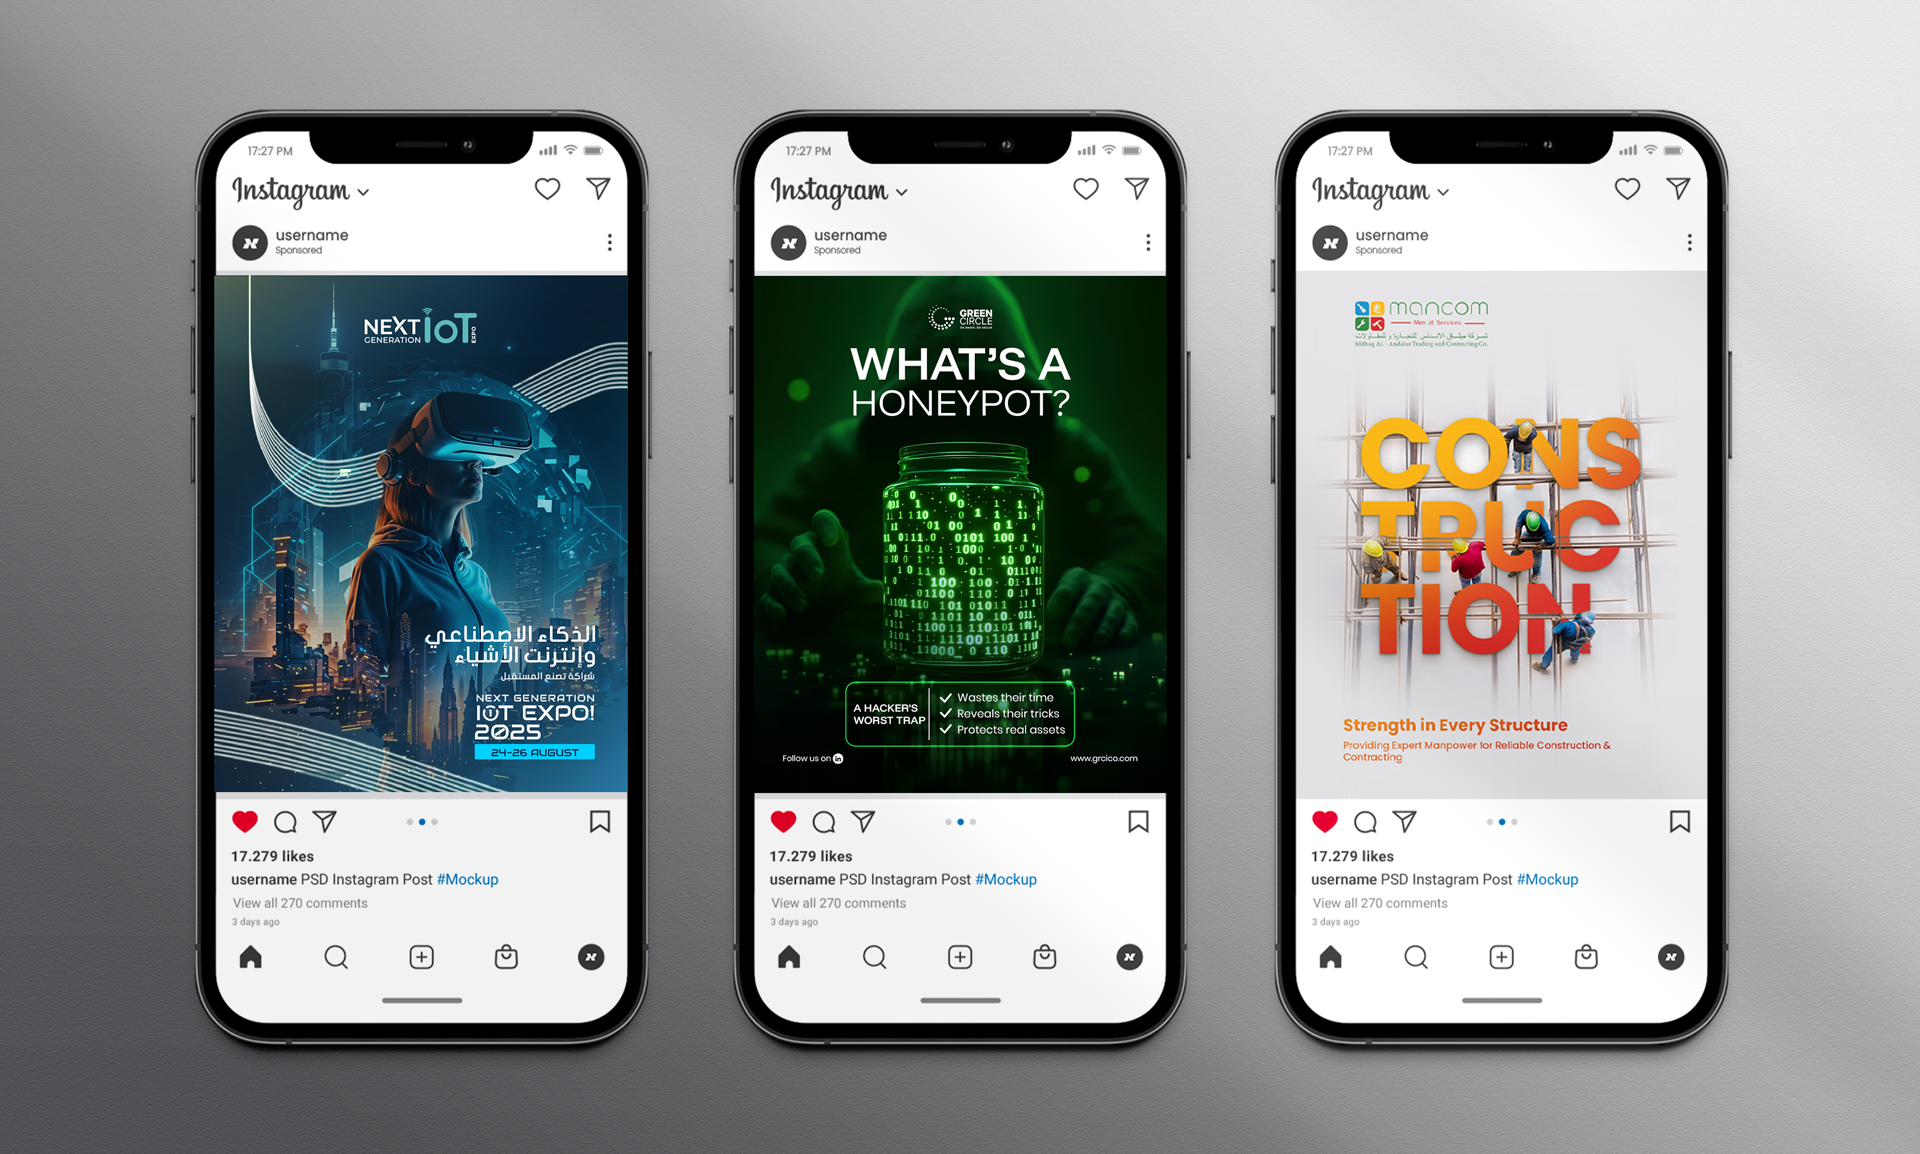 17:27 PM
Instagram
username
Sponsored
NEXT
GENERATION
IoT
EXPO
الذكاء الاصطناعي
وإنترنت الأشياء
شراكة تصنع المستقبل
NEXT GENERATION
IOT EXPO!
2025
24-26 AUGUST
17.279 likes
username PSD Instagram Post #Mockup
View all 270 comments
3 days ago
17:27 PM
Instagram
username
Sponsored
GREEN
CIRCLE
WHAT'S A
HONEYPOT?
A HACKER'S
WORST TRAP
Wastes their time
Reveals their tricks
Protects real assets
Follow us on in
www.grcico.com
17.279 likes
username PSD Instagram Post #Mockup
View all 270 comments
3 days ago
17:27 PM
Instagram
username
Sponsored
mancom
Men at Services
شركة ميثاق الاندلس للتجارة و للمقاولات
Mithaq AL - Andalus Trading and Contracting Co.
CONS
TRUC
TION
Strength in Every Structure
Providing Expert Manpower for Reliable Construction &
Contracting
17.279 likes
username PSD Instagram Post #Mockup
View all 270 comments
3 days ago